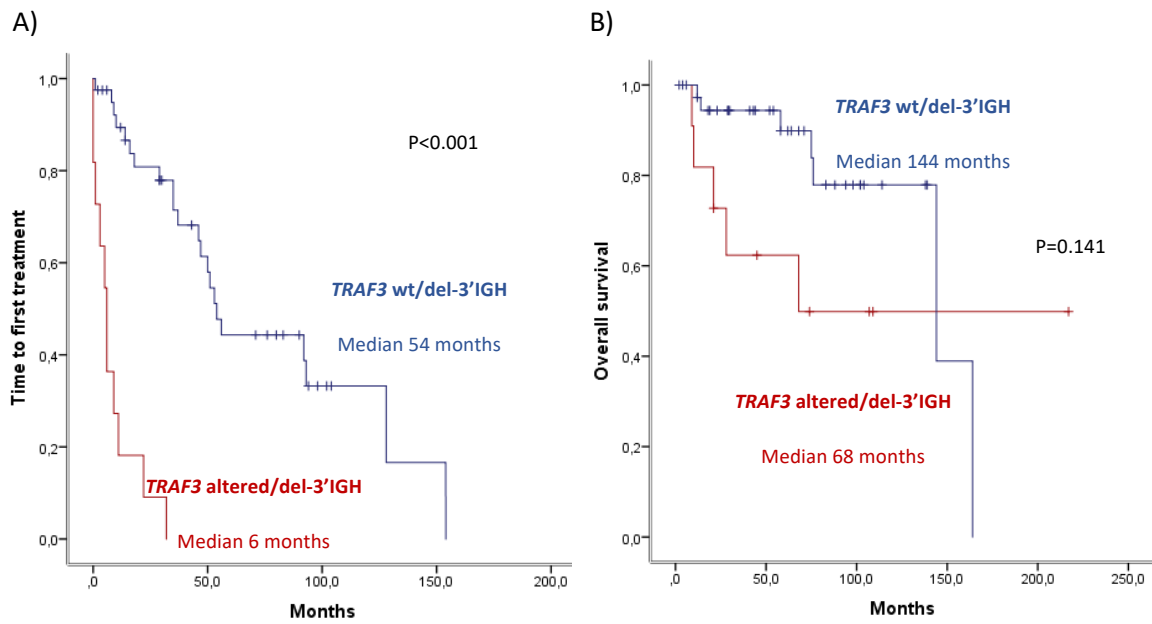 A)
Time to first treatment
1,0
0,8
0,6
0,4
0,2
0,0
P<0.001
TRAF3 wt/del-3’IGH
Median 54 months
TRAF3 altered/del-3’IGH
Median 6 months
,0 50,0 100,0 150,0 200,0
Months
B)
Overall survival
1,0
0,8
0,6
0,4
0,2
0,0
TRAF3 wt/del-3’IGH
Median 144 months
P=0.141
TRAF3 altered/del-3’IGH
Median 68 months
,0 50,0 100,0 150,0 200,0 250,0
Months